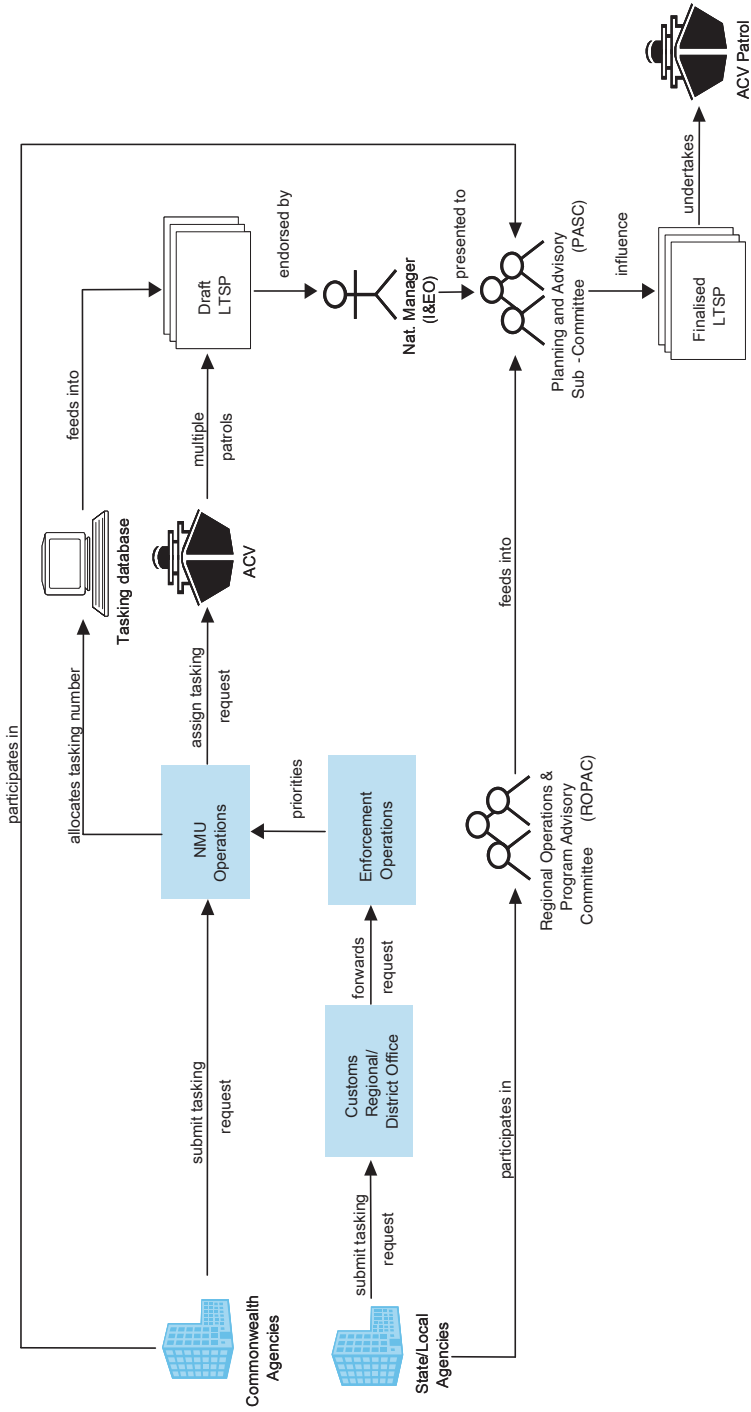 participates in
allocates tasking number
Tasking database
feeds into
Commonwealth
Agencies
submit tasking
request
NMU
Operations
assign tasking
request
ACV
multiple
patrols
Draft
LTSP
endorsed by
Nat. Manager
(I&EO)
presented to
priorities
State/Local
Agencies
submit tasking
request
Customs
Regional/
District Office
forwards
request
Enforcement
Operations
participates in
Regional Operations &
Program Advisory
Committee (ROPAC)
feeds into
Planning and Advisory
Sub - Committee (PASC)
influence
Finalised
LTSP
undertakes
ACV Patrol